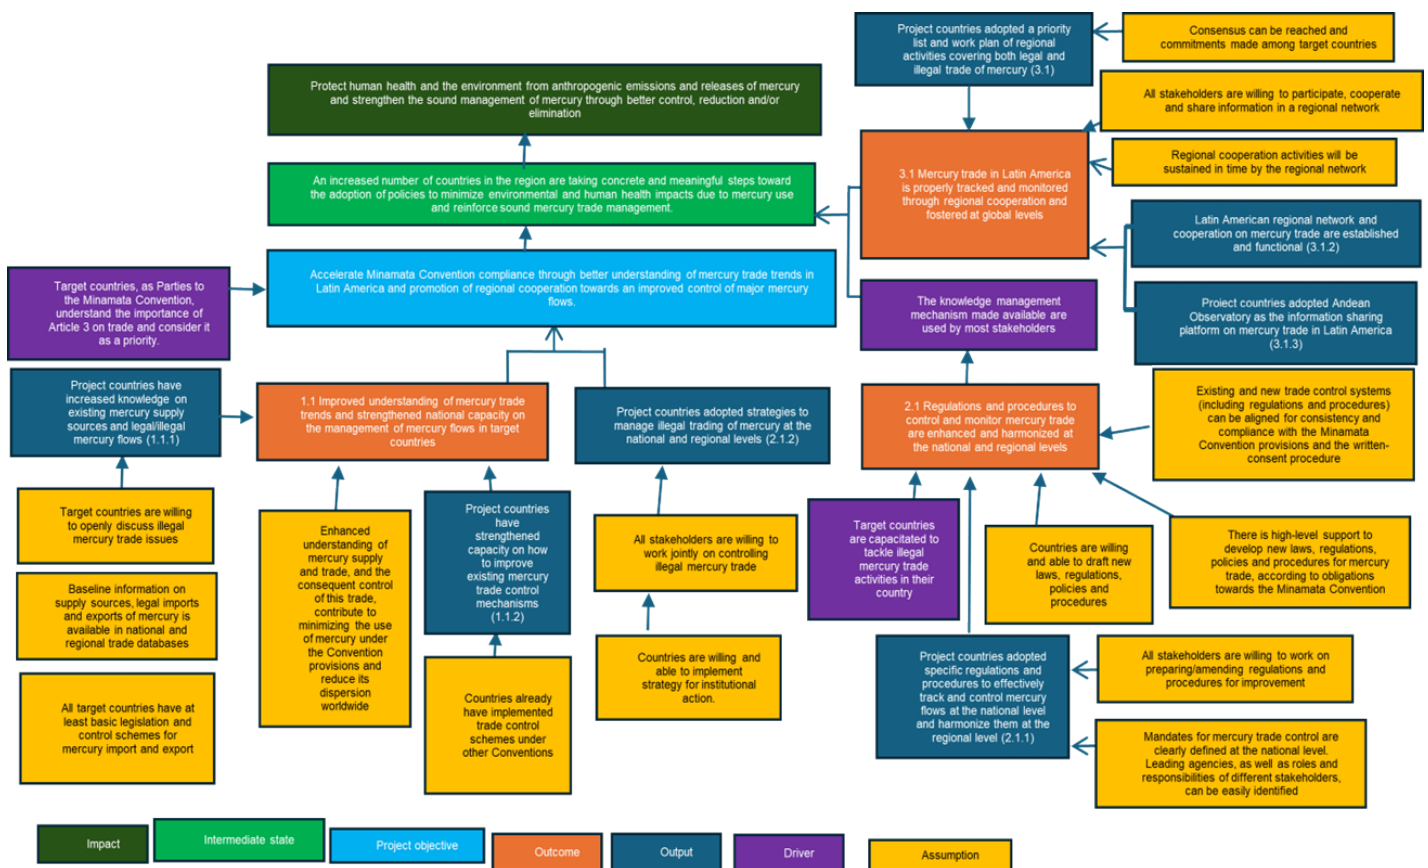 Project countries adopted a priority
list and work plan of regional
activities covering both legal and
illegal trade of mercury (3.1)
Consensus can be reached and
commitments made among target countries
Protect human health and the environment from anthropogenic emissions and releases of mercury
and strengthen the sound management of mercury through better control, reduction and/or
elimination
All stakeholders are willing to participate, cooperate
and share information in a regional
network
3.1 Mercury trade in Latin America
is properly tracked and monitored
through regional cooperation and
fostered at global levels
Regional cooperation activities will be
sustained in time by the regional
network
An increased number of countries in the region are taking concrete and meaningful steps toward
the adoption of policies to minimize environmental and human health impacts due to mercury use
and reinforce sound mercury trade management.
Latin American regional network and
cooperation on mercury trade are established
and functional (3.1.2)
Target countries, as Parties to
the Minamata Convention,
understand the importance of
Article 3 on trade and consider it
as a priority.
Accelerate Minamata Convention compliance through better understanding of mercury trade trends in
Latin America and promotion of regional cooperation towards an improved control of major mercury
flows.
The knowledge management
mechanism made available are
used by most stakeholders
Project countries adopted Andean
Observatory as the information sharing
platform on mercury trade in Latin America
(3.1.3)
Project countries have
increased knowledge on
existing mercury supply
sources and legal/illegal
mercury flows (1.1.1)
1.1 Improved understanding of mercury trade
trends and strengthened national capacity on
the management of mercury flows in target
countries
Project countries adopted strategies to
manage illegal trading of mercury at the
national and regional levels (2.1.2)
2.1 Regulations and procedures to
control and monitor mercury trade
are enhanced and harmonized at
the national and regional levels
Existing and new trade control systems
(including regulations and procedures)
can be aligned for consistency and
compliance with the Minamata
Convention provisions and the written-
consent procedure
Target countries are willing
to openly discuss illegal
mercury trade issues
Enhanced
understanding of
mercury supply
and trade, and the
consequent control
of this trade,
contribute to
minimizing the use
of mercury under
the Convention
provisions and
reduce its
dispersion
worldwide
Project countries
have
strengthened
capacity on how
to improve
existing mercury
trade control
mechanisms
(1.1.2)
All stakeholders are willing to
work jointly on controlling
illegal mercury trade
Target countries
are capacitated to
tackle illegal
mercury trade
activities in their
country
Countries are willing
and able to draft new
laws, regulations,
policies and
procedures
There is high-level support to
develop new laws, regulations,
policies and procedures for mercury
trade, according to obligations
towards the Minamata Convention
Baseline information on
supply sources, legal imports
and exports of mercury is
available in national and
regional trade databases
All target countries have at
least basic legislation and
control schemes for
mercury import and export
Countries already
have implemented
trade control
schemes under
other Conventions
Countries are willing and
able to implement
strategy for institutional
action.
Project countries adopted
specific regulations and
procedures to effectively
track and control mercury
flows at the national level
and harmonize them at the
regional level (2.1.1)
All stakeholders are willing to work on
preparing/amending regulations and
procedures for improvement
Mandates for mercury trade control are
clearly defined at the national level.
Leading agencies, as well as roles and
responsibilities of different stakeholders,
can be easily identified
Impact
Intermediate state
Project objective
Outcome
Output
Driver
Assumption